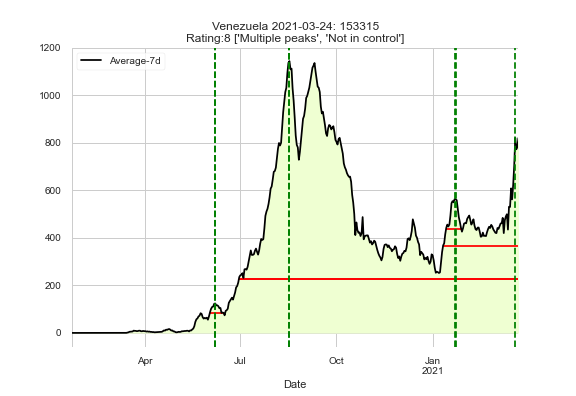 Venezuela 2021-03-24: 153315
Rating:8 ['Multiple peaks', 'Not in control']
1200
Average-7d
1000
800
600
400
200
0
Apr
Jul
Oct
Jan
2021
Date